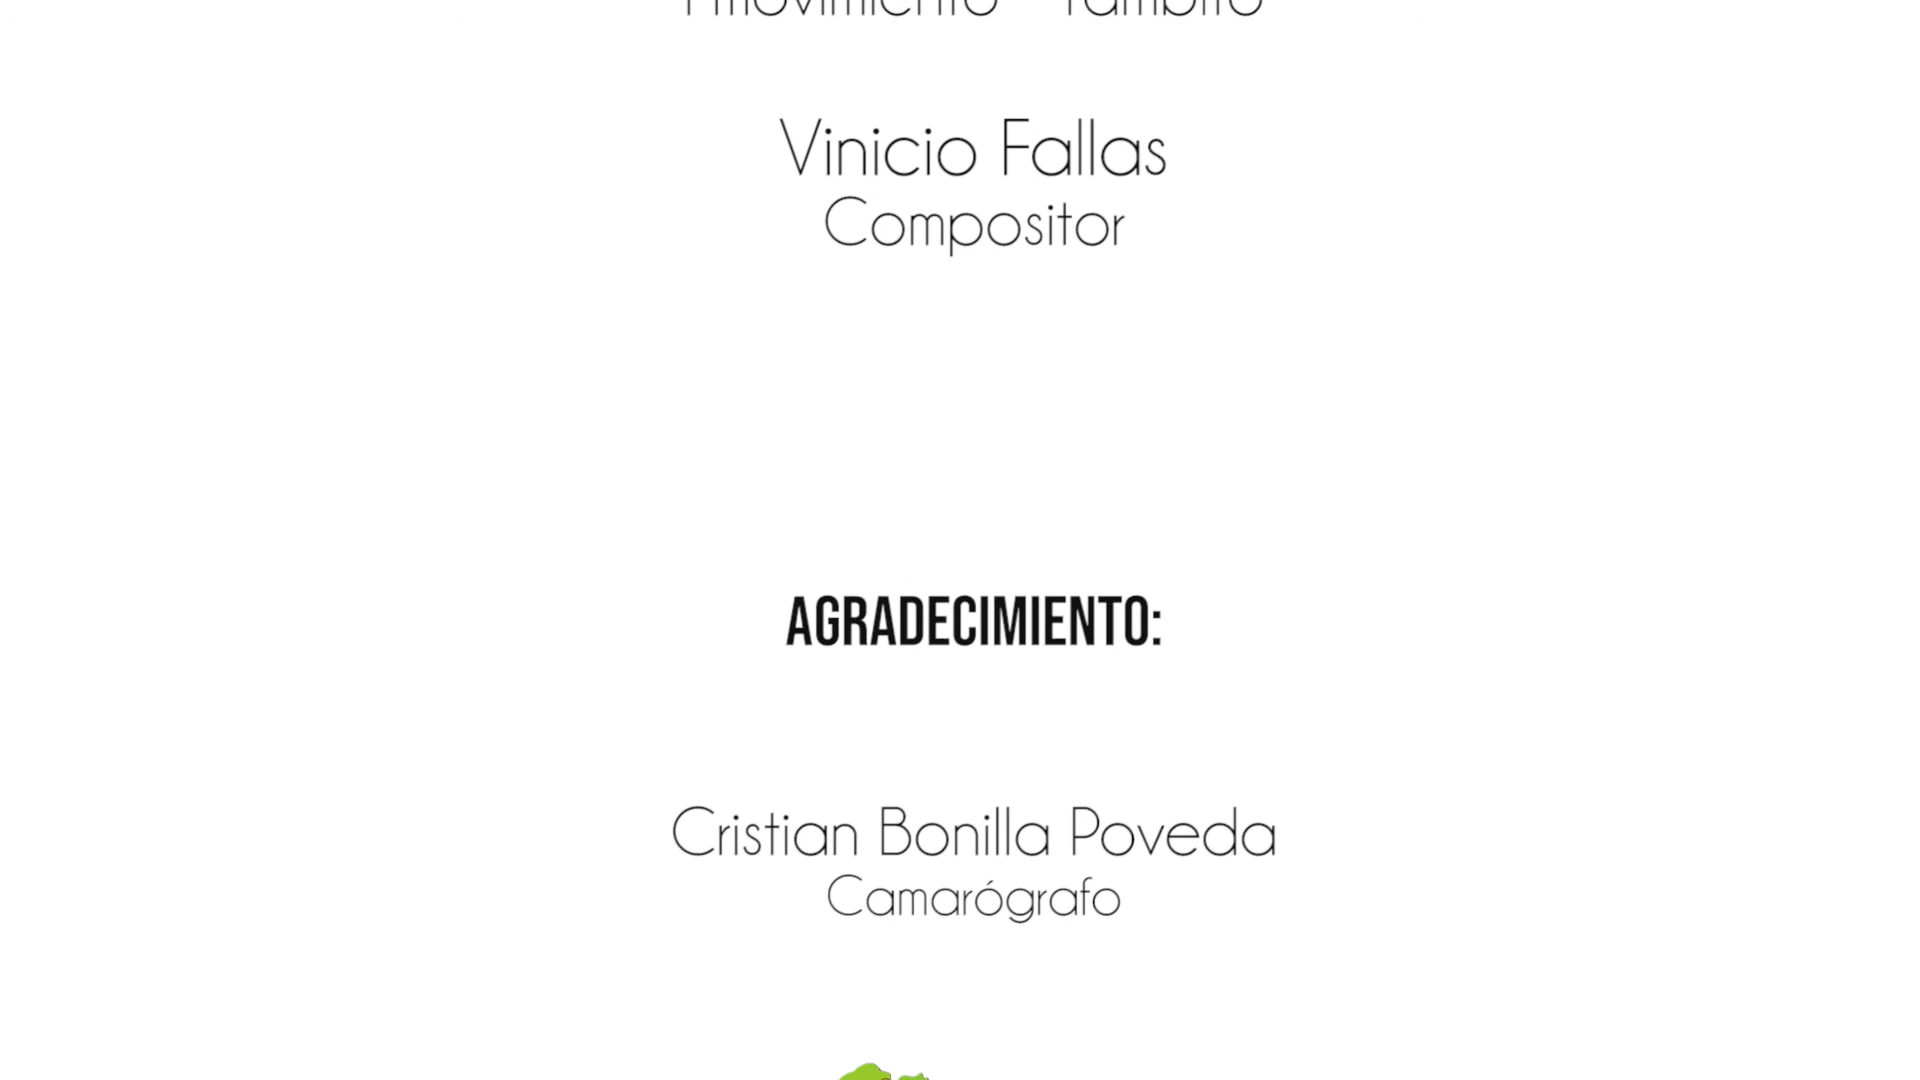 Vinicio Fallas
Compositor
AGRADECIMIENTO:
Cristian Bonilla Poveda
Camarógrafo